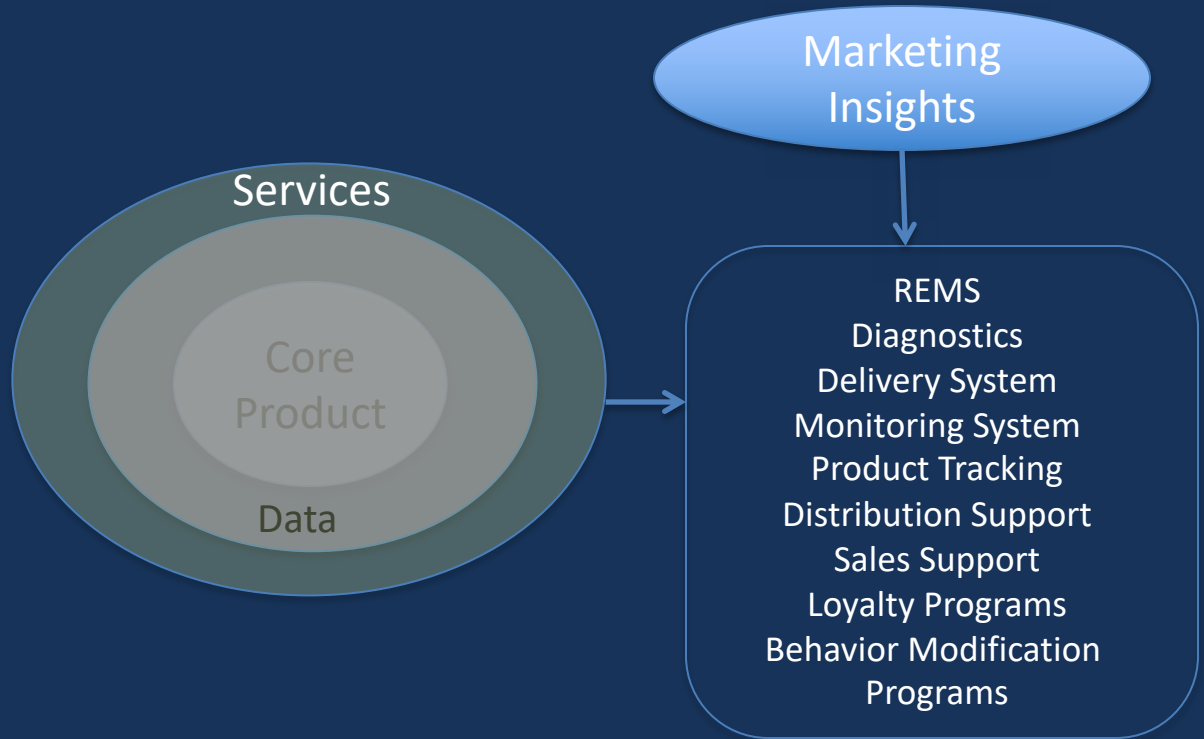 Marketing
Insights
Services
Core
Product
Data
REMS
Diagnostics
Delivery System
Monitoring System
Product Tracking
Distribution Support
Sales Support
Loyalty Programs
Behavior Modification
Programs